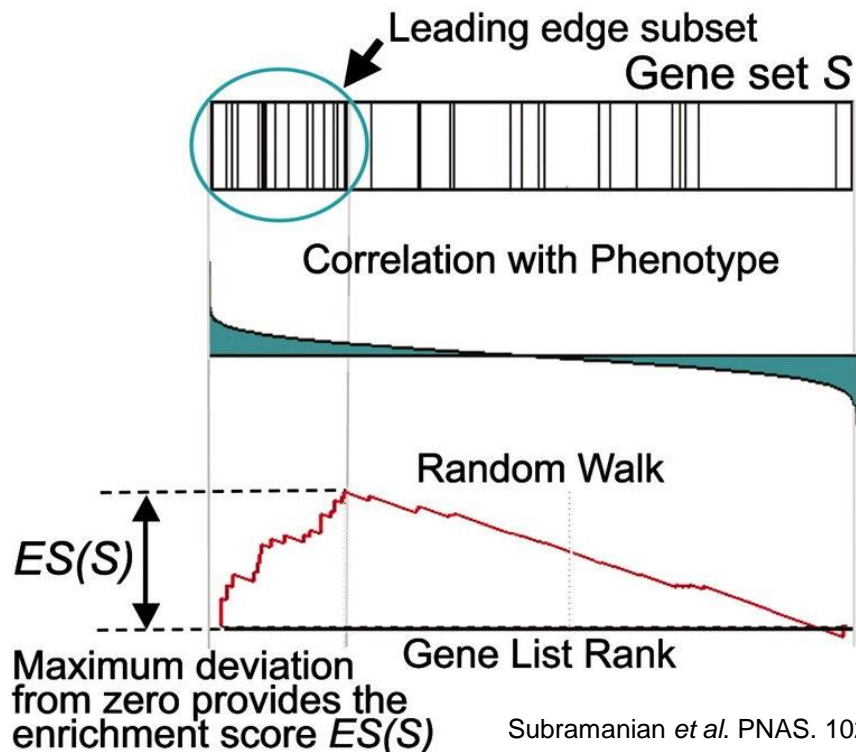 Leading edge subset
Gene set S
Correlation with Phenotype
Random Walk
ES(S)
Gene List Rank
Maximum deviation
from zero provides the
enrichment score ES(S)
Subramanian et al. PNAS.